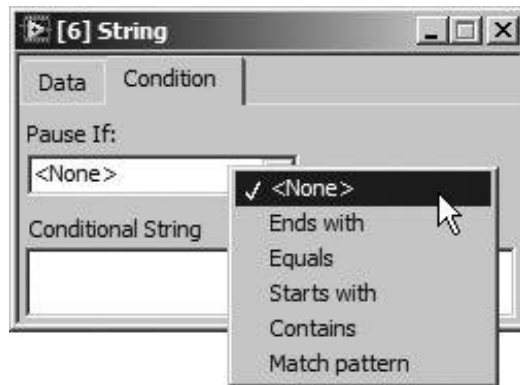 [6] String
Data Condition
Pause If:
<None>
✓ <None>
Ends with
Equals
Starts with
Contains
Match pattern
Conditional String